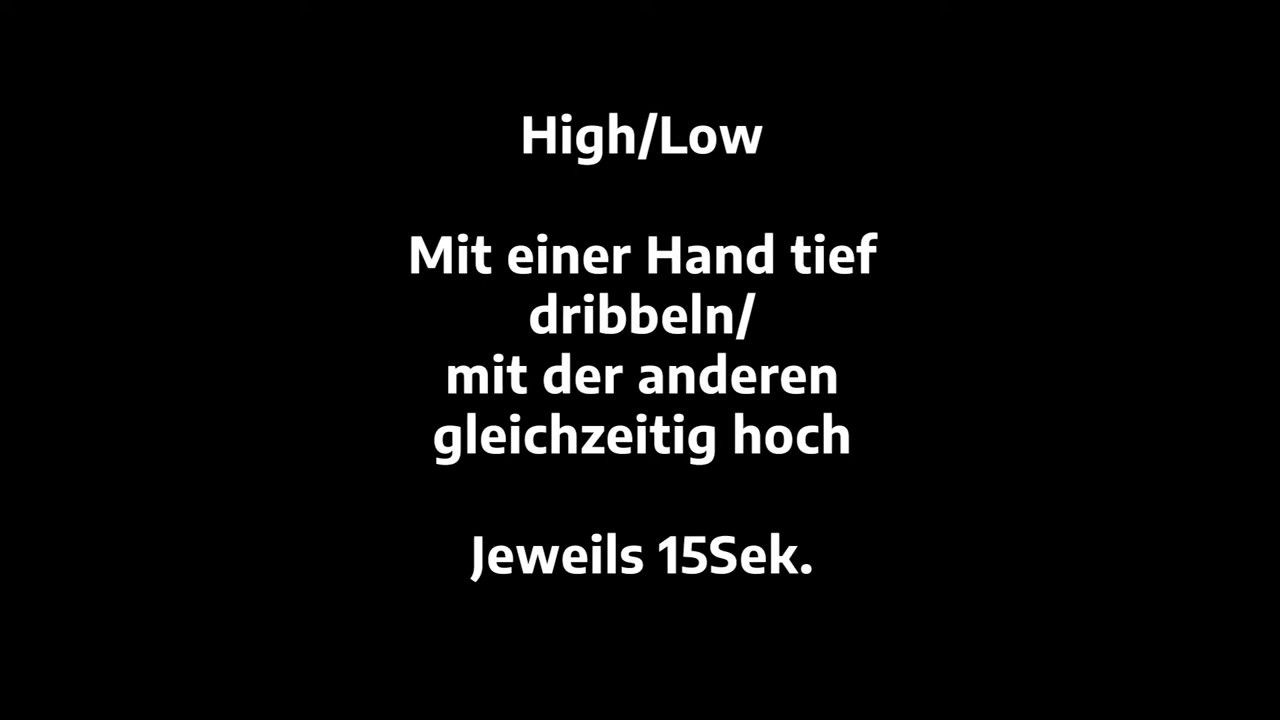 High/Low
Mit einer Hand tief
dribbeln/
mit der anderen
gleichzeitig hoch
Jeweils 15Sek.